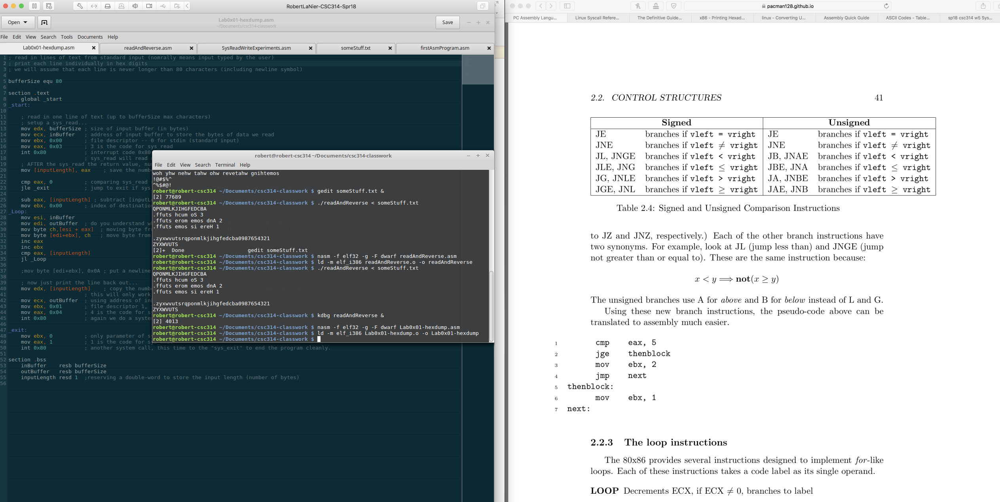 RobertLaNier-CSC314-Spr18
Open
Lab0x01-hexdump.asm
~/Documents/csc314-classwork
Save
File Edit View Search Tools Documents Help
Lab0x01-hexdump.asm
readAndReverse.asm
SysReadWriteExperiments.asm
someStuff.txt
firstAsmProgram.asm
1 ; read in lines of text from standard input (nomrally means input typed by the user)
2 ; print each line individually in hex digits
3 ; we will assume that each line is never longer than 80 characters (including newline symbol)
4
5 bufferSize equ 80
6
7 section .text
8 global _start
9 _start:
10
11 ; read in one line of text (up to bufferSize max characters)
12 ; setup a sys_read...
13 mov edx, bufferSize ; size of input buffer (in bytes)
14 mov ecx, inBuffer ; address of input buffer to store the bytes of data we read
15 mov ebx, 0x00 ; file descriptor -- 0 for stdin (standard input)
16 mov eax, 0x03 ; 3 is the code for sys_read
17 int 0x80 ; interrupt code 0x80
18 ; sys_read will read
19 ; AFTER the sys_read the return value,
20 mov [inputLength], eax ; save the
21
22 cmp eax, 0 ; comparing sys_read
23 jle _exit ; jump to exit if
24
25 sub eax, [inputLength] ; subtract
26 mov ebx, 0x00 ; index of
27 _Loop:
28 mov esi, inBuffer
29 mov edi, outBuffer ; do you understand
30 mov byte ch,[esi + eax] ; moving byte
31 mov byte [edi+ebx], ch ; move byte from
32 inc eax
33 inc ebx
34 cmp eax, [inputLength]
35 jl _Loop
36
37 ;mov byte [edi+ebx], 0x0A ; put a newline
38
39 ; now just print the line back out...
40 mov edx, [inputLength] ; copy the
41 ; this will only work
42 mov ecx, outBuffer ; using address of
43 mov ebx, 0x01 ; file descriptor 1,
44 mov eax, 0x04 ; 4 is the code for
45 int 0x80 ; again we do a
46
47 _exit:
48 mov ebx, 0 ; only parameter of
49 mov eax, 1 ; 1 is the code for
50 int 0x80 ; another system call, this time to the "sys_exit" to end the program cleanly.
51
52 section .bss
53 inBuffer resb bufferSize
54 outBuffer resb bufferSize
55 inputLength resd 1 ;reserving a double-word to store the input length (number of bytes)
56
robert@robert-csc314 ~/Documents/csc314-classwork
File Edit View Search Terminal Help
woh yhw nehw tahw ohw revetahw gnihtemos
!@#$%^
^%$#@!
robert@robert-csc314 ~/Documents/csc314-classwork $ gedit someStuff.txt &
[2] 77689
robert@robert-csc314 ~/Documents/csc314-classwork $ ./readAndReverse < someStuff.txt
QPONMLKJIHGFEDCBA
.ffuts hcum oS 3
.ffuts erom emos dnA 2
.ffuts emos si ereH 1
.zyxwvutsrqponmlkjihgfedcba0987654321
ZYXWVUTS
[2]+ Done gedit someStuff.txt
robert@robert-csc314 ~/Documents/csc314-classwork $ nasm -f elf32 -g -F dwarf readAndReverse.asm
robert@robert-csc314 ~/Documents/csc314-classwork $ ld -m elf_i386 readAndReverse.o -o readAndReverse
robert@robert-csc314 ~/Documents/csc314-classwork $ ./readAndReverse < someStuff.txt
QPONMLKJIHGFEDCBA
.ffuts hcum oS 3
.ffuts erom emos dnA 2
.ffuts emos si ereH 1
.zyxwvutsrqponmlkjihgfedcba0987654321
ZYXWVUTS
robert@robert-csc314 ~/Documents/csc314-classwork $ kdbg readAndReverse &
[2] 4013
robert@robert-csc314 ~/Documents/csc314-classwork $ nasm -f elf32 -g -F dwarf Lab0x01-hexdump.asm
robert@robert-csc314 ~/Documents/csc314-classwork $ ld -m elf_i386 Lab0x01-hexdump.o -o Lab0x01-hexdump
robert@robert-csc314 ~/Documents/csc314-classwork $
pacman128.github.io
PC Assembly Langu...
Linux Syscall Refere...
The Definitive Guide...
x86 - Printing Hexad...
linux - Converting U...
Assembly Quick Guide
ASCII Codes - Table...
sp18 csc314 w5 Sys...
2.2. CONTROL STRUCTURES 41
Signed Unsigned
JE branches if vleft = vright JE branches if vleft = vright
JNE branches if vleft ≠ vright JNE branches if vleft ≠ vright
JL, JNGE branches if vleft < vright JB, JNAE branches if vleft < vright
JLE, JNG branches if vleft ≤ vright JBE, JNA branches if vleft ≤ vright
JG, JNLE branches if vleft > vright JA, JNBE branches if vleft > vright
JGE, JNL branches if vleft ≥ vright JAE, JNB branches if vleft ≥ vright
Table 2.4: Signed and Unsigned Comparison Instructions
to JZ and JNZ, respectively.) Each of the other branch instructions have
two synonyms. For example, look at JL (jump less than) and JNGE (jump
not greater than or equal to). These are the same instruction because:
x < y ⟹ not(x ≥ y)
The unsigned branches use A for above and B for below instead of L and G.
Using these new branch instructions, the pseudo-code above can be
translated to assembly much easier.
1 cmp eax, 5
2 jge thenblock
3 mov ebx, 2
4 jmp next
5 thenblock:
6 mov ebx, 1
7 next:
2.2.3 The loop instructions
The 80x86 provides several instructions designed to implement for-like
loops. Each of these instructions takes a code label as its single operand.
LOOP Decrements ECX, if ECX ≠ 0, branches to label